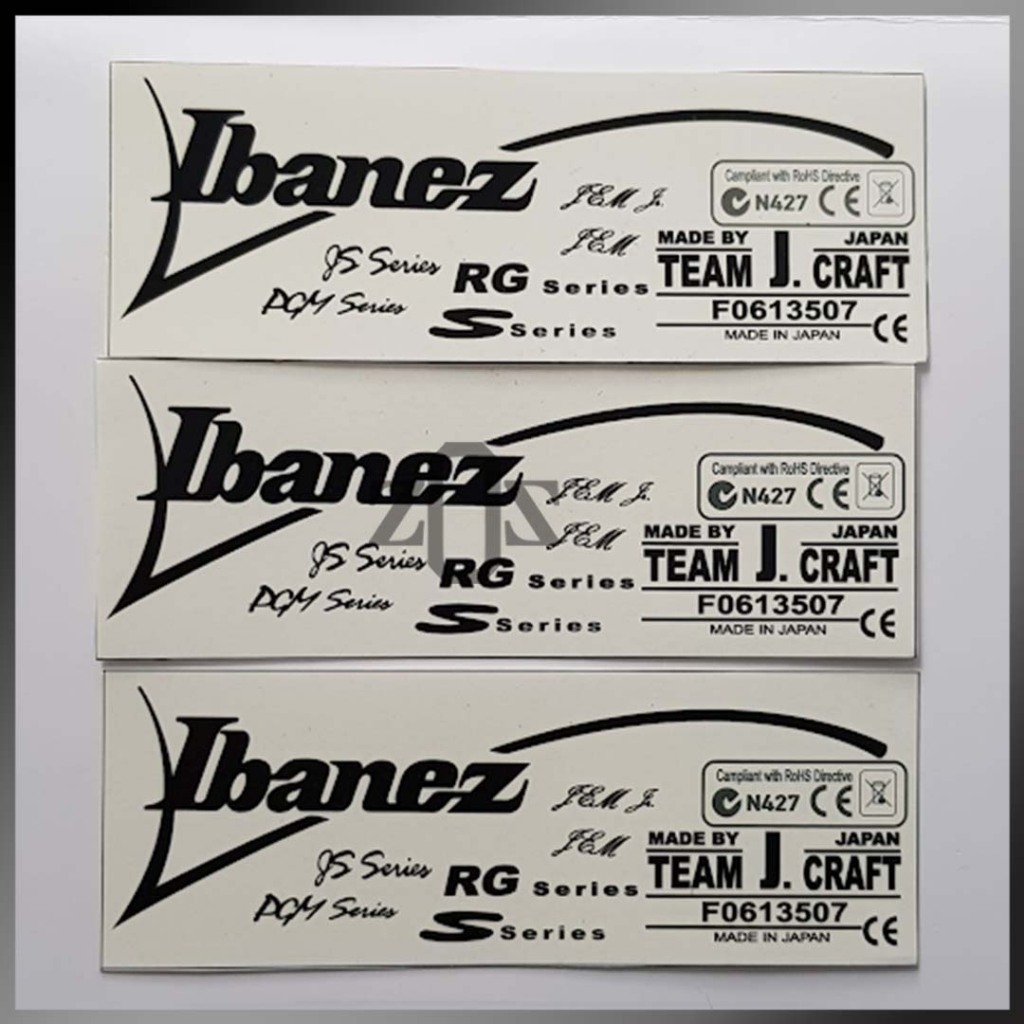 Ibanez
Compliant with RoHS Directive
N427 CE
JEM Jr.
JEM
MADE BY JAPAN
TEAM J. CRAFT
JS Series
RG Series
F0613507
PGM Series
S Series
MADE IN JAPAN CE
Ibanez
Compliant with RoHS Directive
N427 CE
JEM Jr.
JEM
MADE BY JAPAN
TEAM J. CRAFT
JS Series
RG Series
F0613507
PGM Series
S Series
MADE IN JAPAN CE
Ibanez
Compliant with RoHS Directive
N427 CE
JEM Jr.
JEM
MADE BY JAPAN
TEAM J. CRAFT
JS Series
RG Series
F0613507
PGM Series
S Series
MADE IN JAPAN CE